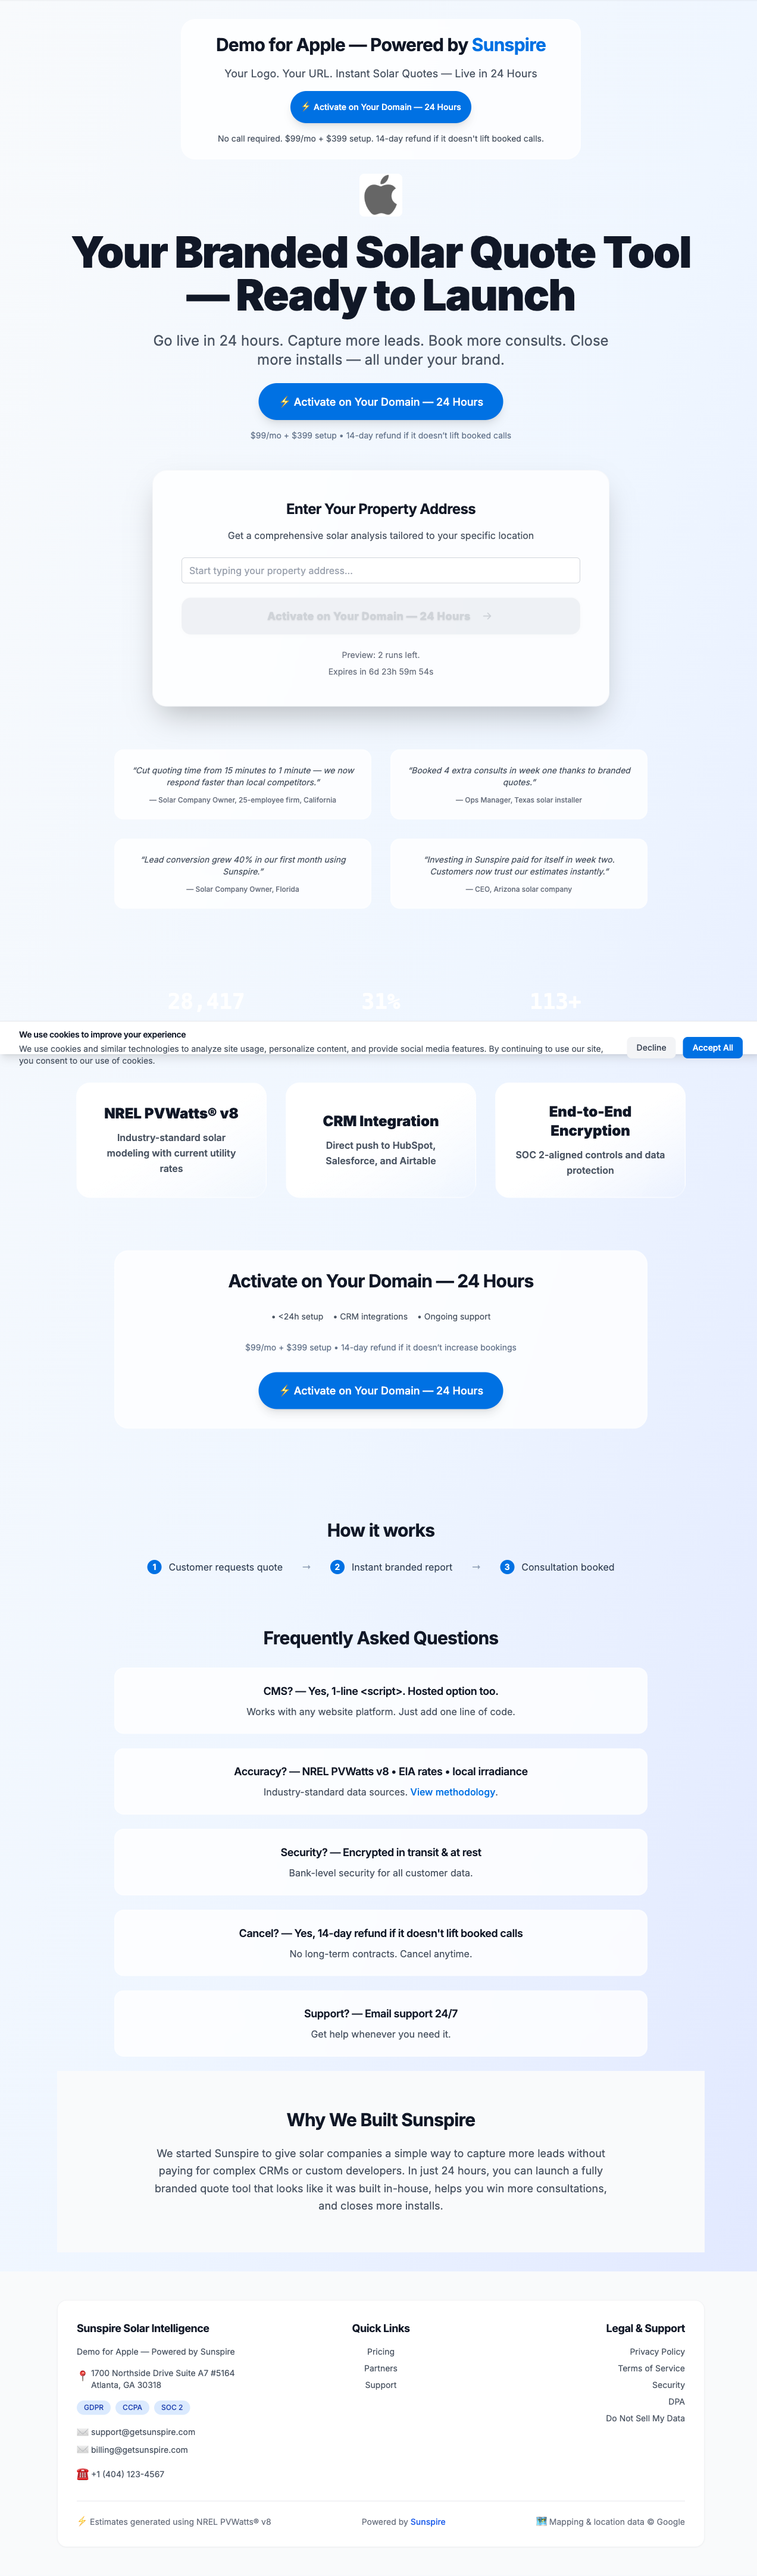 Demo for Apple — Powered by Sunspire
Your Logo. Your URL. Instant Solar Quotes — Live in 24 Hours
⚡ Activate on Your Domain — 24 Hours
No call required. $99/mo + $399 setup. 14-day refund if it doesn't lift booked calls.
Your Branded Solar Quote Tool
— Ready to Launch
Go live in 24 hours. Capture more leads. Book more consults. Close
more installs — all under your brand.
⚡ Activate on Your Domain — 24 Hours
$99/mo + $399 setup • 14-day refund if it doesn't lift booked calls
Enter Your Property Address
Get a comprehensive solar analysis tailored to your specific location
Start typing your property address...
Activate on Your Domain — 24 Hours →
Preview: 2 runs left.
Expires in 6d 23h 59m 54s
"Cut quoting time from 15 minutes to 1 minute — we now
respond faster than local competitors."
— Solar Company Owner, 25-employee firm, California
"Booked 4 extra consults in week one thanks to branded
quotes."
— Ops Manager, Texas solar installer
"Lead conversion grew 40% in our first month using
Sunspire."
— Solar Company Owner, Florida
"Investing in Sunspire paid for itself in week two.
Customers now trust our estimates instantly."
— CEO, Arizona solar company
28,417 31% 113+
We use cookies to improve your experience
We use cookies and similar technologies to analyze site usage, personalize content, and provide social media features. By continuing to use our site,
you consent to our use of cookies.
Decline
Accept All
NREL PVWatts® v8
Industry-standard solar
modeling with current utility
rates
CRM Integration
Direct push to HubSpot,
Salesforce, and Airtable
End-to-End
Encryption
SOC 2-aligned controls and data
protection
Activate on Your Domain — 24 Hours
• <24h setup • CRM integrations • Ongoing support
$99/mo + $399 setup • 14-day refund if it doesn't increase bookings
⚡ Activate on Your Domain — 24 Hours
How it works
1 Customer requests quote → 2 Instant branded report → 3 Consultation booked
Frequently Asked Questions
CMS? — Yes, 1-line <script>. Hosted option too.
Works with any website platform. Just add one line of code.
Accuracy? — NREL PVWatts v8 • EIA rates • local irradiance
Industry-standard data sources. View methodology.
Security? — Encrypted in transit & at rest
Bank-level security for all customer data.
Cancel? — Yes, 14-day refund if it doesn't lift booked calls
No long-term contracts. Cancel anytime.
Support? — Email support 24/7
Get help whenever you need it.
Why We Built Sunspire
We started Sunspire to give solar companies a simple way to capture more leads without
paying for complex CRMs or custom developers. In just 24 hours, you can launch a fully
branded quote tool that looks like it was built in-house, helps you win more consultations,
and closes more installs.
Sunspire Solar Intelligence
Demo for Apple — Powered by Sunspire
📍 1700 Northside Drive Suite A7 #5164
Atlanta, GA 30318
GDPR CCPA SOC 2
✉️ support@getsunspire.com
✉️ billing@getsunspire.com
☎️ +1 (404) 123-4567
Quick Links
Pricing
Partners
Support
Legal & Support
Privacy Policy
Terms of Service
Security
DPA
Do Not Sell My Data
⚡ Estimates generated using NREL PVWatts® v8
Powered by Sunspire
🗺️ Mapping & location data © Google